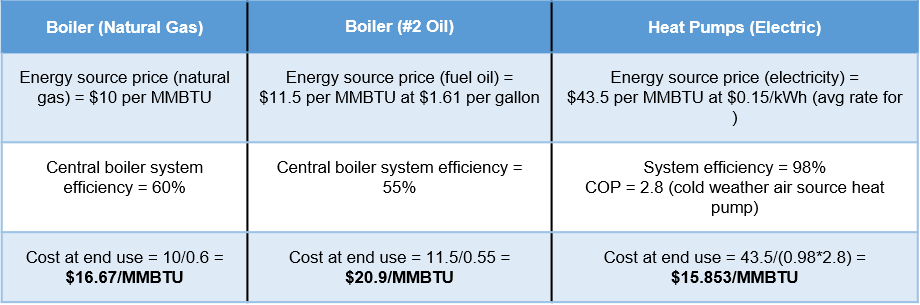 Boiler (Natural Gas)
Boiler (#2 Oil)
Heat Pumps (Electric)
Energy source price (natural
gas) = $10 per MMBTU
Energy source price (fuel oil) =
$11.5 per MMBTU at $1.61 per gallon
Energy source price (electricity) =
$43.5 per MMBTU at $0.15/kWh (avg rate for
)
Central boiler system
efficiency = 60%
Central boiler system efficiency =
55%
System efficiency = 98%
COP = 2.8 (cold weather air source heat
pump)
Cost at end use = 10/0.6 =
$16.67/MMBTU
Cost at end use = 11.5/0.55 =
$20.9/MMBTU
Cost at end use = 43.5/(0.98*2.8) =
$15.853/MMBTU